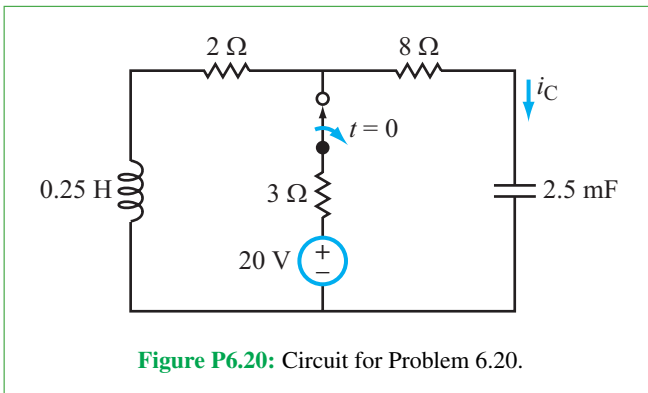 2 Ω 8 Ω
iC
t = 0
0.25 H 3 Ω 2.5 mF
20 V + −
Figure P6.20: Circuit for Problem 6.20.